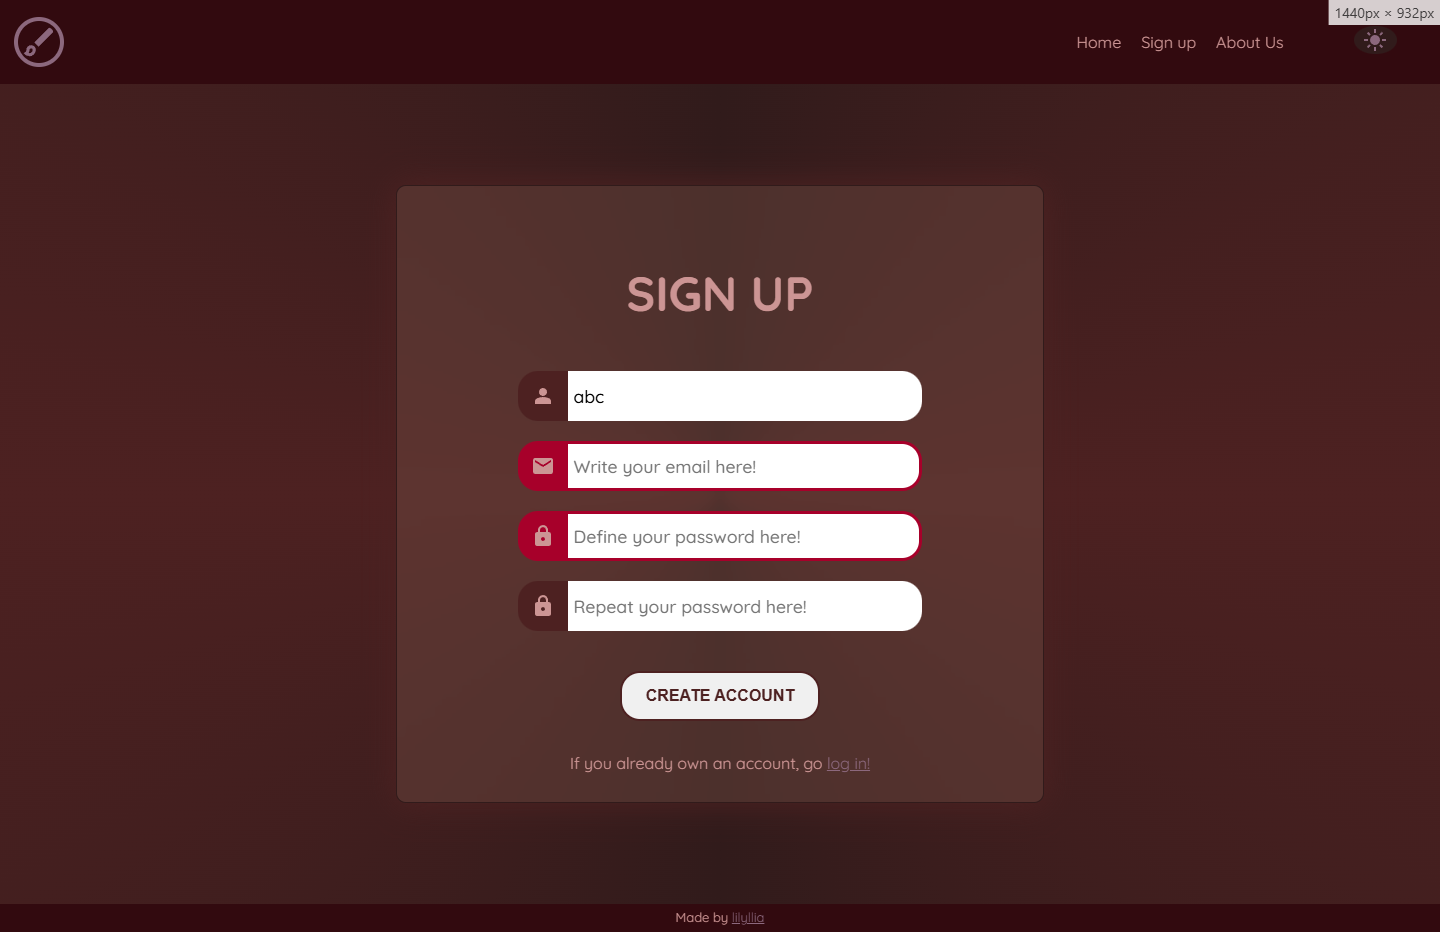 1440px × 932px
Home Sign up About Us
SIGN UP
abc
Write your email here!
Define your password here!
Repeat your password here!
CREATE ACCOUNT
If you already own an account, go log in!
Made by lilyllia